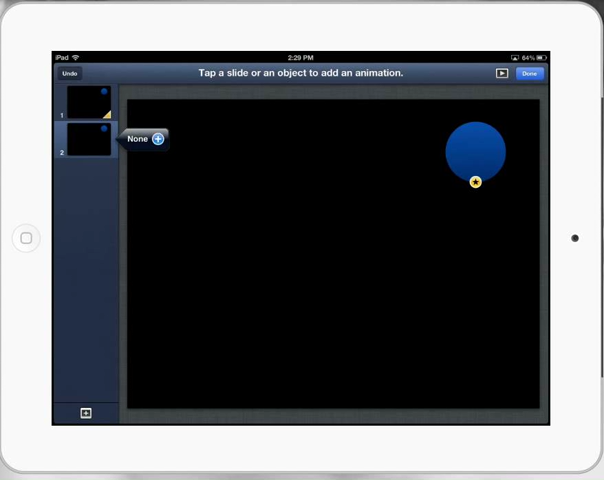 iPad
2:29 PM
64%
Undo
Tap a slide or an object to add an animation.
Done
1
2
None